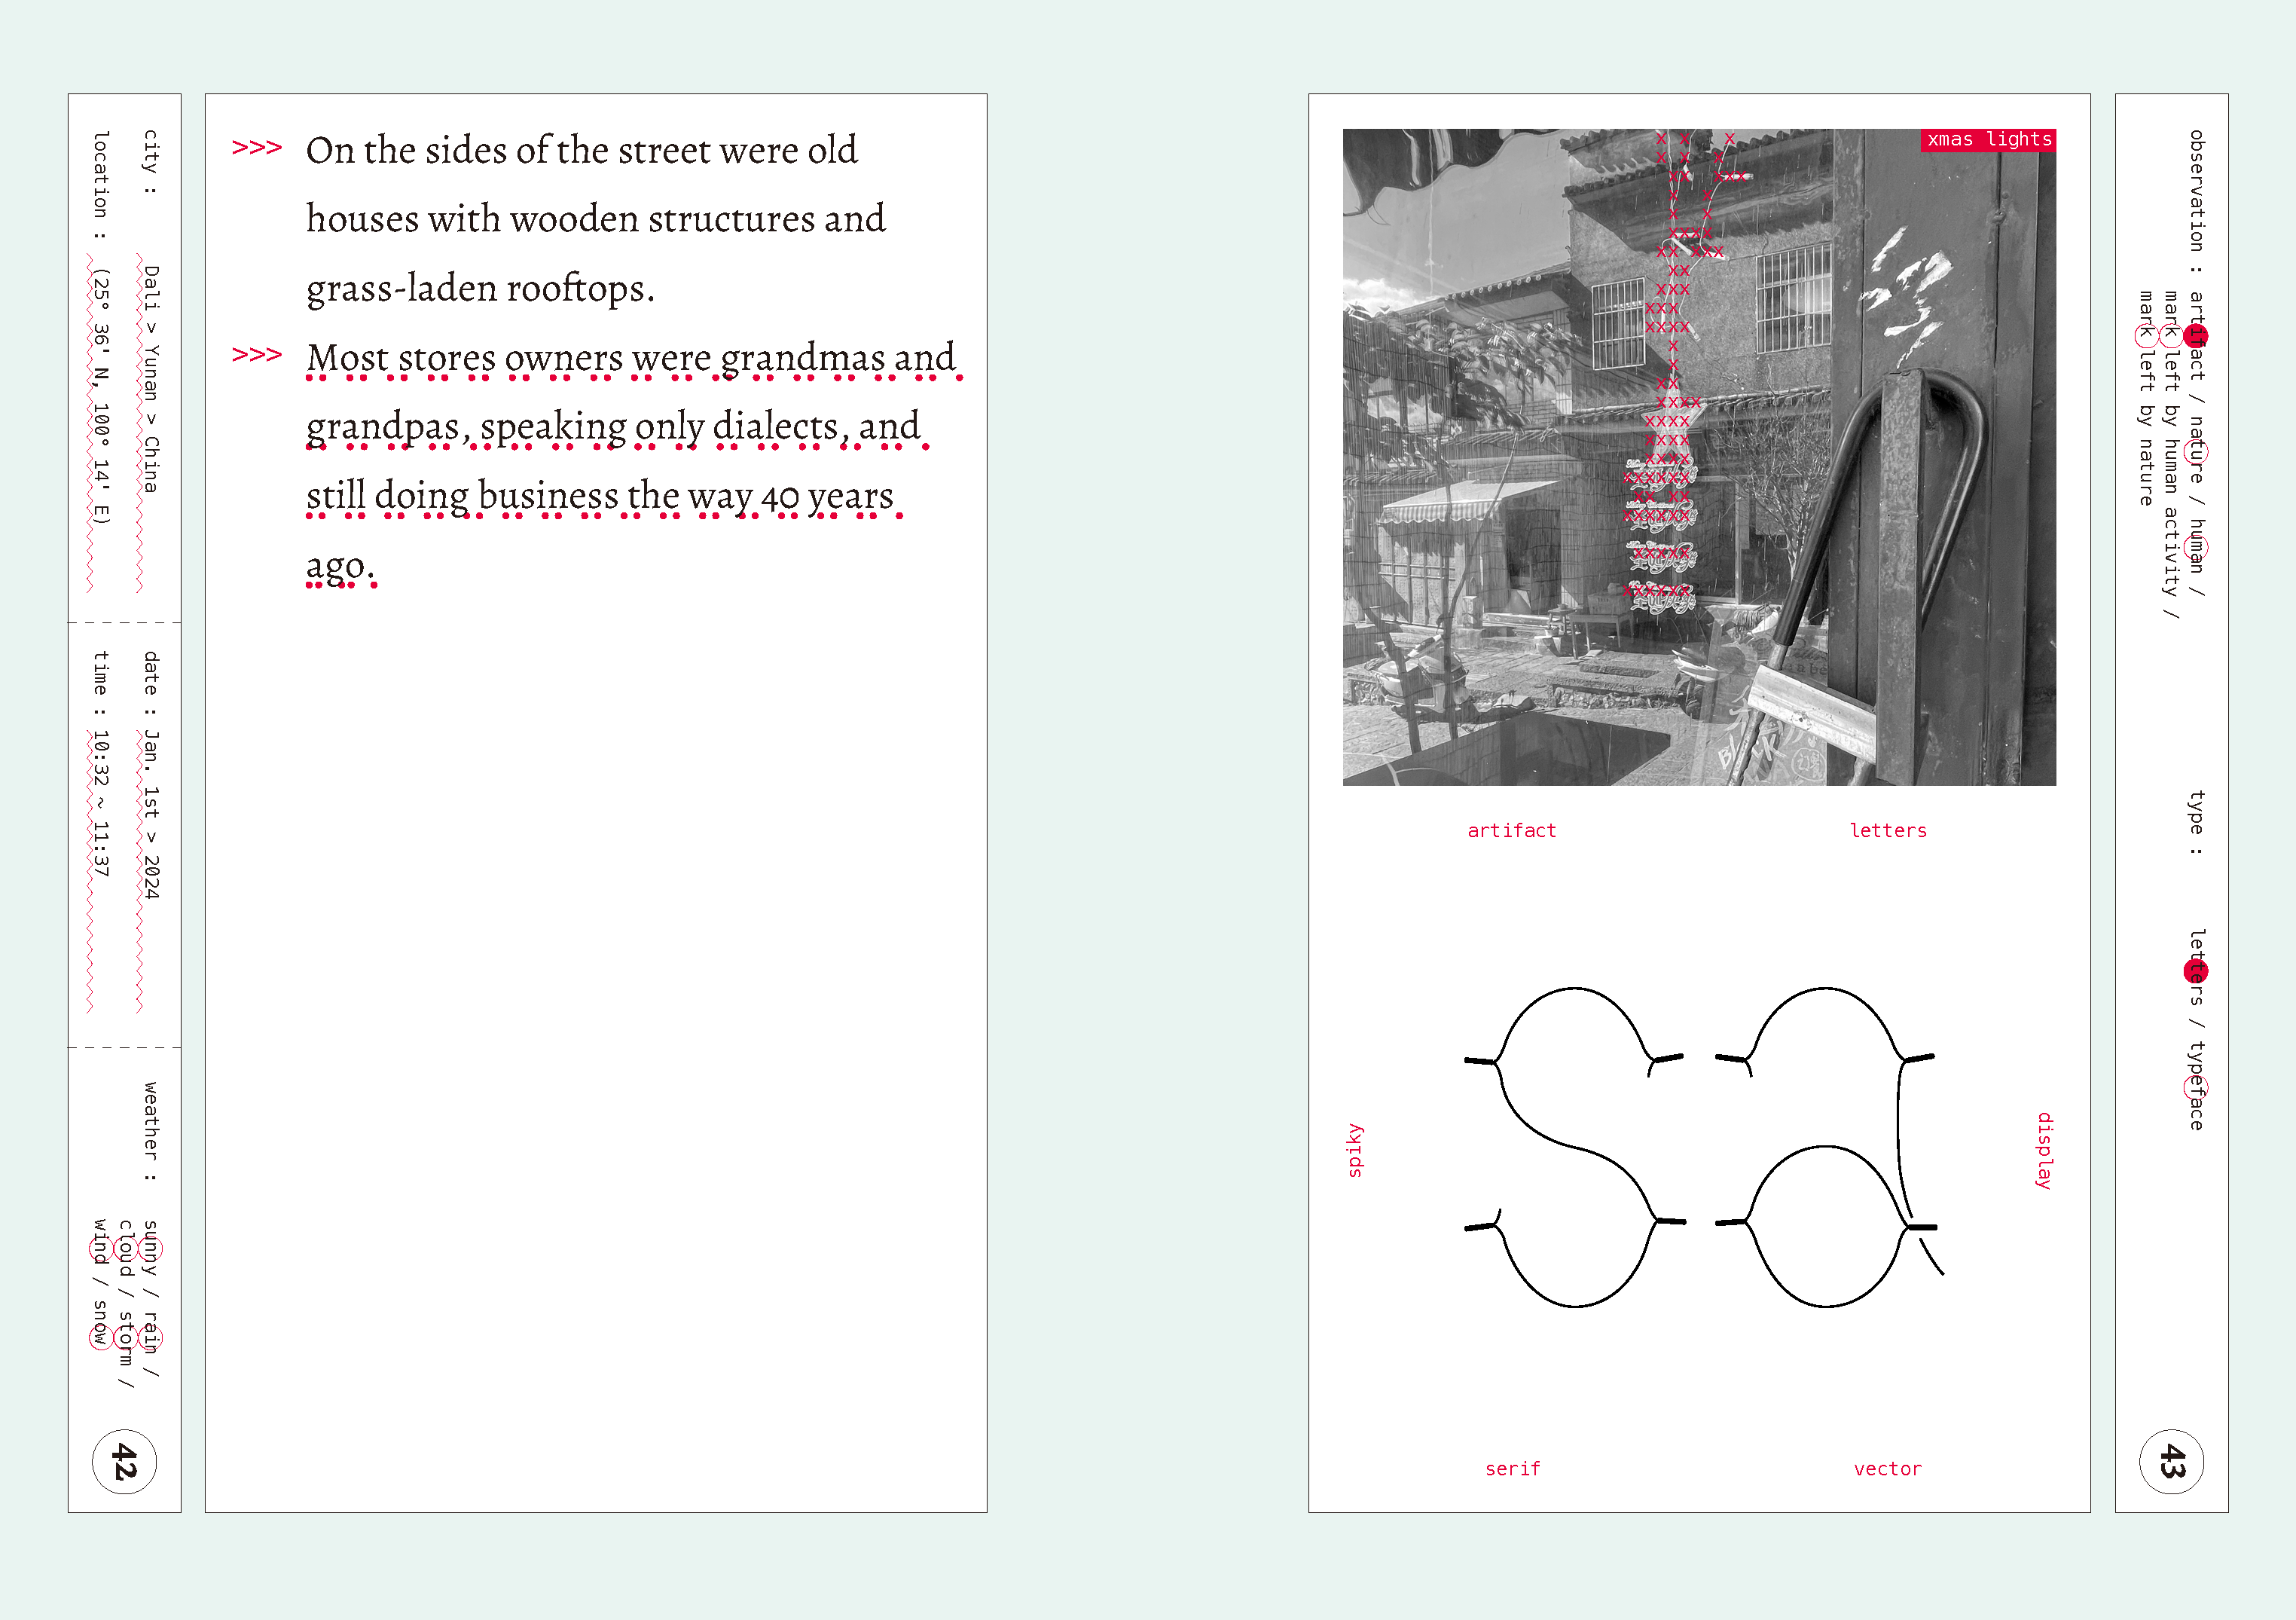 city : Dali > Yunan > China
location : (25° 36' N, 100° 14' E)
date : Jan. 1st > 2024
time : 10:32 ~ 11:37
weather : sunny / rain /
cloud / storm /
wind / snow
42
>>> On the sides of the street were old
houses with wooden structures and
grass-laden rooftops.
>>> Most stores owners were grandmas and
grandpas, speaking only dialects, and
still doing business the way 40 years
ago.
xmas lights
BLACK
artifact
letters
spiky
sa
display
serif
vector
observation : artifact / nature / human /
mark left by human activity /
mark left by nature
type : letters / typeface
43